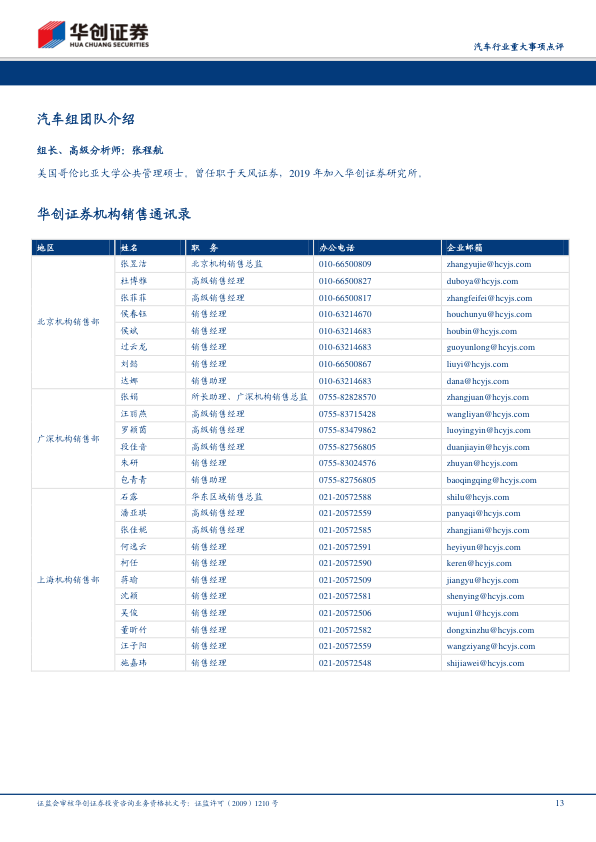 华创证券
HUA CHUANG SECURITIES
汽车行业重大事项点评
汽车组团队介绍
组长、高级分析师：张程航
美国哥伦比亚大学公共管理硕士。曾任职于天风证券，2019 年加入华创证券研究所。
华创证券机构销售通讯录
地区 姓名 职 务 办公电话 企业邮箱
北京机构销售部
张昱洁 北京机构销售总监 010-66500809 zhangyujie@hcyjs.com
杜博雅 高级销售经理 010-66500827 duboya@hcyjs.com
张菲菲 高级销售经理 010-66500817 zhangfeifei@hcyjs.com
侯春钰 销售经理 010-63214670 houchunyu@hcyjs.com
侯斌 销售经理 010-63214683 houbin@hcyjs.com
过云龙 销售经理 010-63214683 guoyunlong@hcyjs.com
刘懿 销售经理 010-66500867 liuyi@hcyjs.com
达娜 销售助理 010-63214683 dana@hcyjs.com
广深机构销售部
张娟 所长助理、广深机构销售总监 0755-82828570 zhangjuan@hcyjs.com
汪丽燕 高级销售经理 0755-83715428 wangliyan@hcyjs.com
罗颖茵 高级销售经理 0755-83479862 luoyingyin@hcyjs.com
段佳音 高级销售经理 0755-82756805 duanjiayin@hcyjs.com
朱研 销售经理 0755-83024576 zhuyan@hcyjs.com
包青青 销售助理 0755-82756805 baoqingqing@hcyjs.com
上海机构销售部
石露 华东区域销售总监 021-20572588 shilu@hcyjs.com
潘亚琪 高级销售经理 021-20572559 panyaqi@hcyjs.com
张佳妮 高级销售经理 021-20572585 zhangjiani@hcyjs.com
何逸云 销售经理 021-20572591 heyiyun@hcyjs.com
柯任 销售经理 021-20572590 keren@hcyjs.com
蒋瑜 销售经理 021-20572509 jiangyu@hcyjs.com
沈颖 销售经理 021-20572581 shenying@hcyjs.com
吴俊 销售经理 021-20572506 wujun1@hcyjs.com
董昕竹 销售经理 021-20572582 dongxinzhu@hcyjs.com
汪子阳 销售经理 021-20572559 wangziyang@hcyjs.com
施嘉玮 销售经理 021-20572548 shijiawei@hcyjs.com
证监会审核华创证券投资咨询业务资格批文号：证监许可（2009）1210 号 13